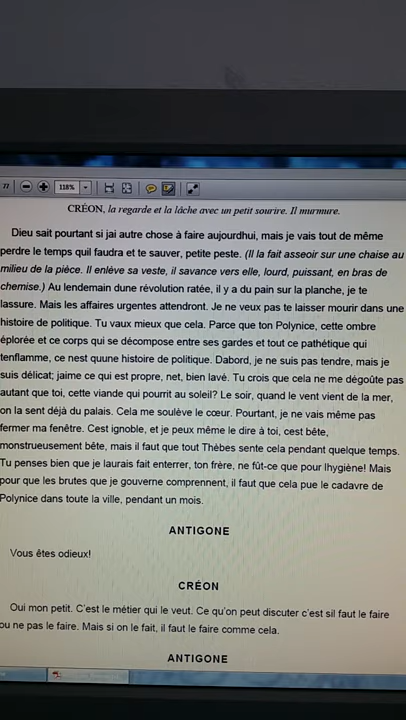 77 118%
CRÉON, la regarde et la lâche avec un petit sourire. Il murmure.
Dieu sait pourtant si jai autre chose à faire aujourdhui, mais je vais tout de même
perdre le temps quil faudra et te sauver, petite peste. (Il la fait asseoir sur une chaise au
milieu de la pièce. Il enlève sa veste, il savance vers elle, lourd, puissant, en bras de
chemise.) Au lendemain dune révolution ratée, il y a du pain sur la planche, je te
lassure. Mais les affaires urgentes attendront. Je ne veux pas te laisser mourir dans une
histoire de politique. Tu vaux mieux que cela. Parce que ton Polynice, cette ombre
éplorée et ce corps qui se décompose entre ses gardes et tout ce pathétique qui
tenflamme, ce nest quune histoire de politique. Dabord, je ne suis pas tendre, mais je
suis délicat; jaime ce qui est propre, net, bien lavé. Tu crois que cela ne me dégoûte pas
autant que toi, cette viande qui pourrit au soleil? Le soir, quand le vent vient de la mer,
on la sent déjà du palais. Cela me soulève le cœur. Pourtant, je ne vais même pas
fermer ma fenêtre. Cest ignoble, et je peux même le dire à toi, cest bête,
monstrueusement bête, mais il faut que tout Thèbes sente cela pendant quelque temps.
Tu penses bien que je laurais fait enterrer, ton frère, ne fût-ce que pour lhygiène! Mais
pour que les brutes que je gouverne comprennent, il faut que cela pue le cadavre de
Polynice dans toute la ville, pendant un mois.
ANTIGONE
Vous êtes odieux!
CRÉON
Oui mon petit. C'est le métier qui le veut. Ce qu'on peut discuter c'est sil faut le faire
ou ne pas le faire. Mais si on le fait, il faut le faire comme cela.
ANTIGONE